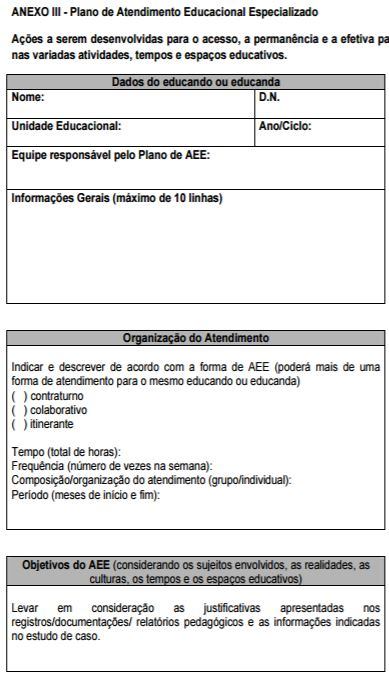 ANEXO III - Plano de Atendimento Educacional Especializado
Ações a serem desenvolvidas para o acesso, a permanência e a efetiva pa
nas variadas atividades, tempos e espaços educativos.
Dados do educando ou educanda
Nome: D.N.
Unidade Educacional: Ano/Ciclo:
Equipe responsável pelo Plano de AEE:
Informações Gerais (máximo de 10 linhas)
Organização do Atendimento
Indicar e descrever de acordo com a forma de AEE (poderá mais de uma
forma de atendimento para o mesmo educando ou educanda)
( ) contraturno
( ) colaborativo
( ) itinerante
Tempo (total de horas):
Frequência (número de vezes na semana):
Composição/organização do atendimento (grupo/individual):
Período (meses de início e fim):
Objetivos do AEE (considerando os sujeitos envolvidos, as realidades, as
culturas, os tempos e os espaços educativos)
Levar em consideração as justificativas apresentadas nos
registros/documentações/ relatórios pedagógicos e as informações indicadas
no estudo de caso.